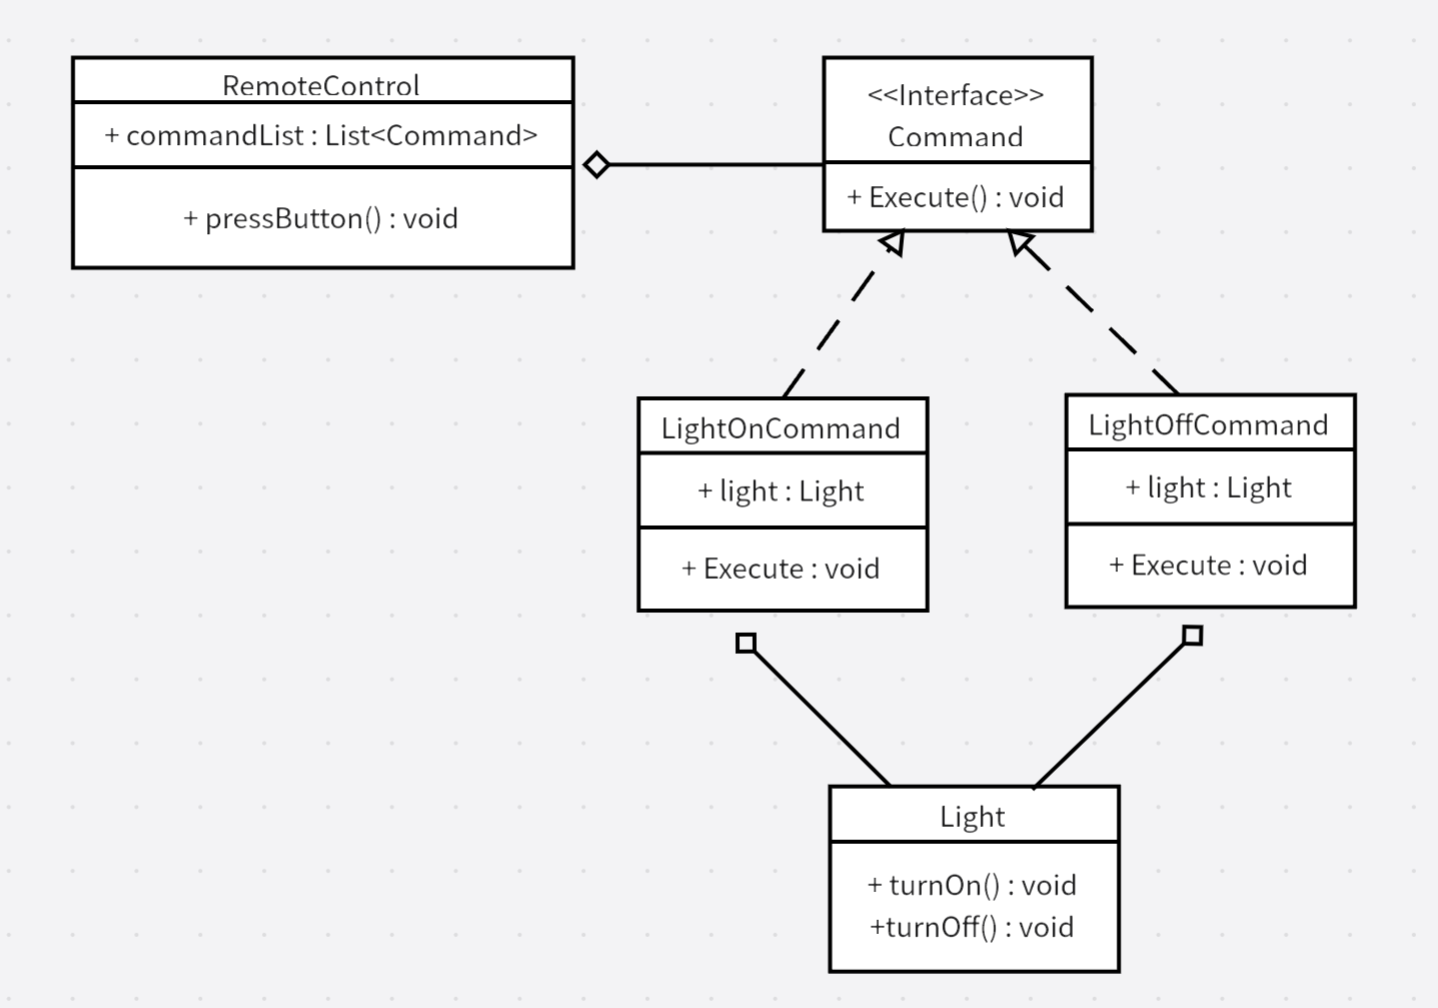 RemoteControl
+ commandList : List<Command>
+ pressButton() : void
<<Interface>>
Command
+ Execute() : void
LightOnCommand
+ light : Light
+ Execute : void
LightOffCommand
+ light : Light
+ Execute : void
Light
+ turnOn() : void
+turnOff() : void